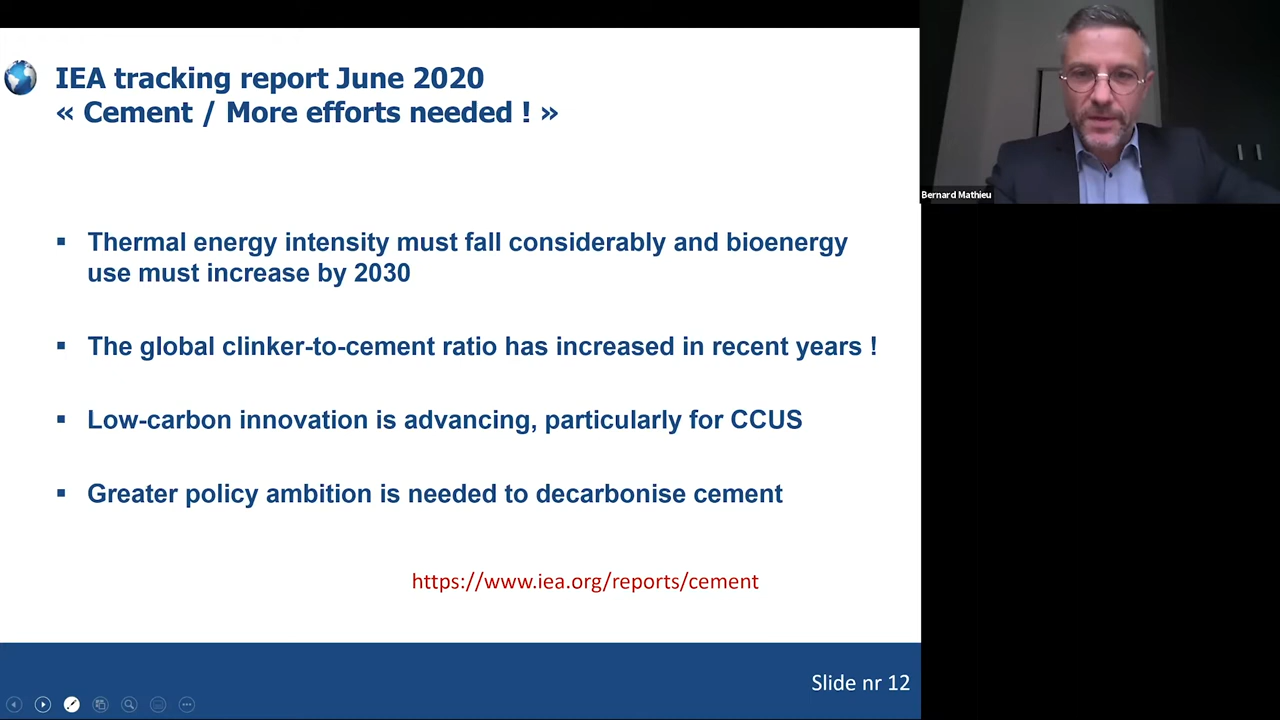 IEA tracking report June 2020
« Cement / More efforts needed ! »
▪ Thermal energy intensity must fall considerably and bioenergy
use must increase by 2030
▪ The global clinker-to-cement ratio has increased in recent years !
▪ Low-carbon innovation is advancing, particularly for CCUS
▪ Greater policy ambition is needed to decarbonise cement
https://www.iea.org/reports/cement
Slide nr 12
Bernard Mathieu